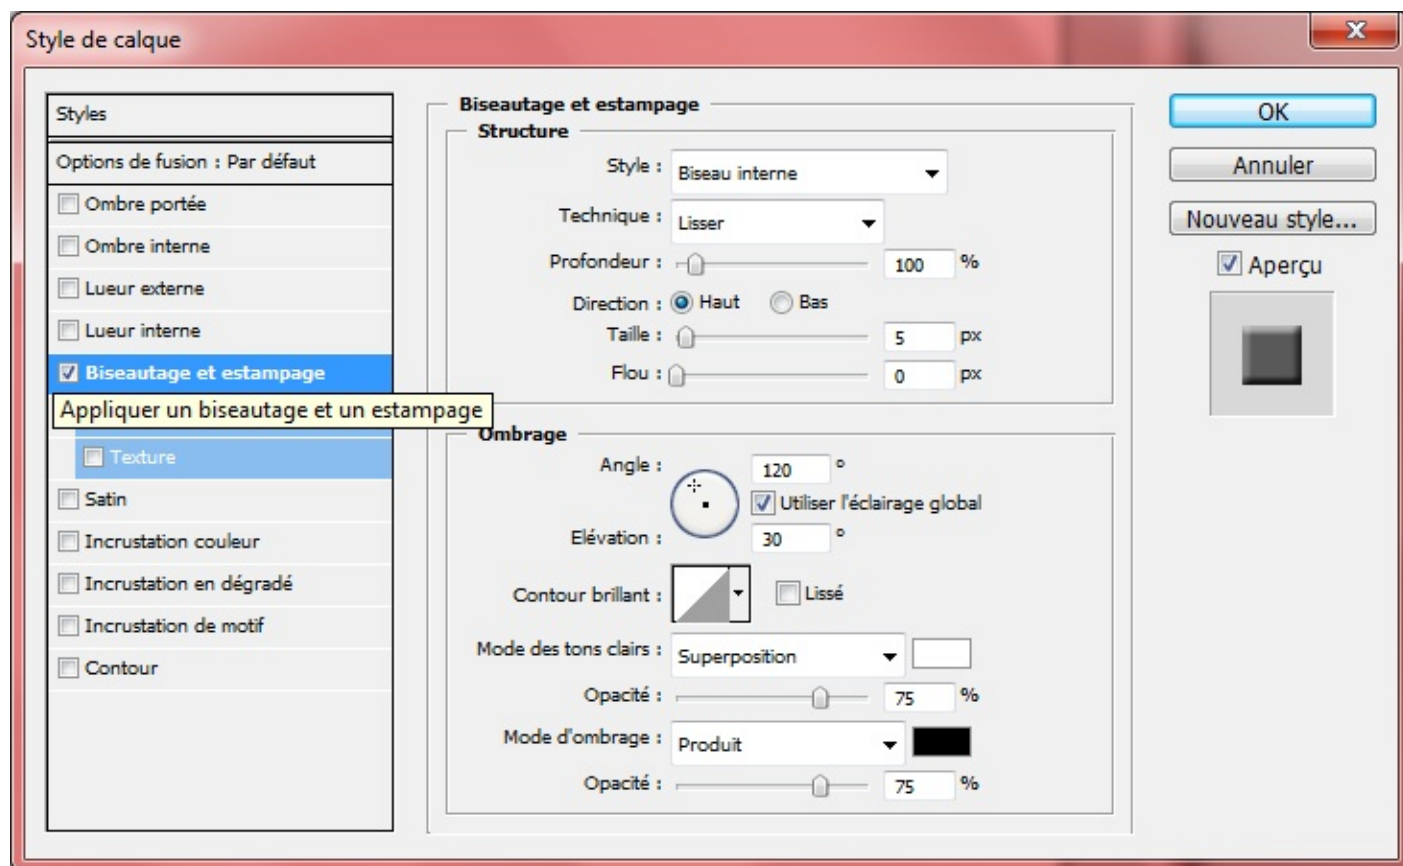 Style de calque
Styles
Options de fusion : Par défaut
Ombre portée
Ombre interne
Lueur externe
Lueur interne
Biseautage et estampage
Appliquer un biseautage et un estampage
Texture
Satin
Incrustation couleur
Incrustation en dégradé
Incrustation de motif
Contour
Biseautage et estampage
Structure
Style : Biseau interne
Technique : Lisser
Profondeur : 100 %
Direction : Haut Bas
Taille : 5 px
Flou : 0 px
Ombrage
Angle : 120 °
Utiliser l'éclairage global
Elévation : 30 °
Contour brillant : Lissé
Mode des tons clairs : Superposition
Opacité : 75 %
Mode d'ombrage : Produit
Opacité : 75 %
OK
Annuler
Nouveau style...
Aperçu